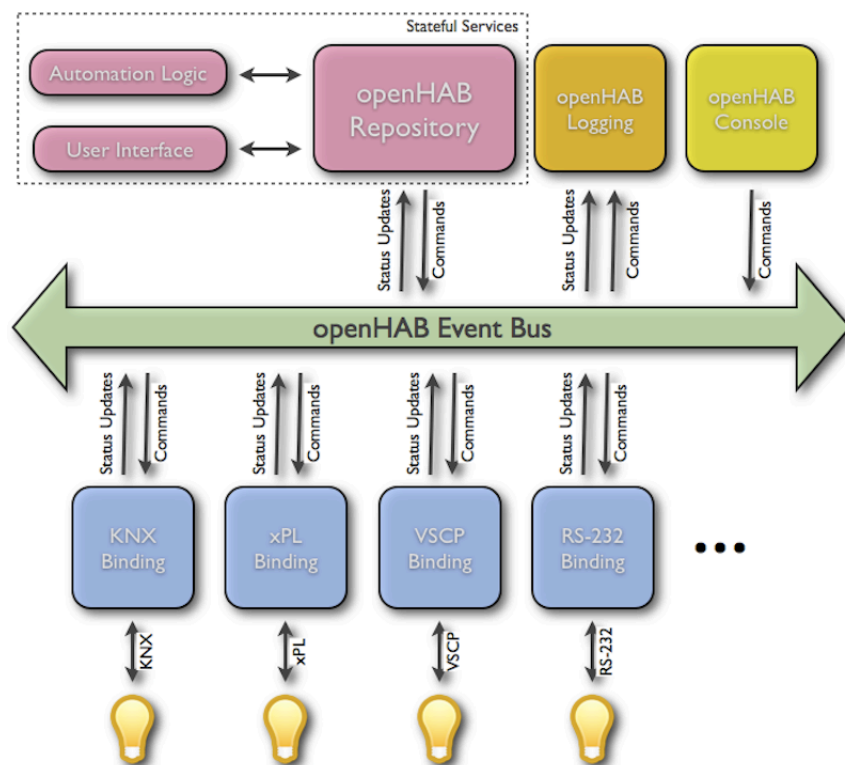 Stateful Services
Automation Logic
User Interface
openHAB
Repository
openHAB
Logging
openHAB
Console
Status Updates
Commands
Status Updates
Commands
Commands
openHAB Event Bus
Status Updates
Commands
Status Updates
Commands
Status Updates
Commands
Status Updates
Commands
KNX
Binding
xPL
Binding
VSCP
Binding
RS-232
Binding
...
KNX
xPL
VSCP
RS-232